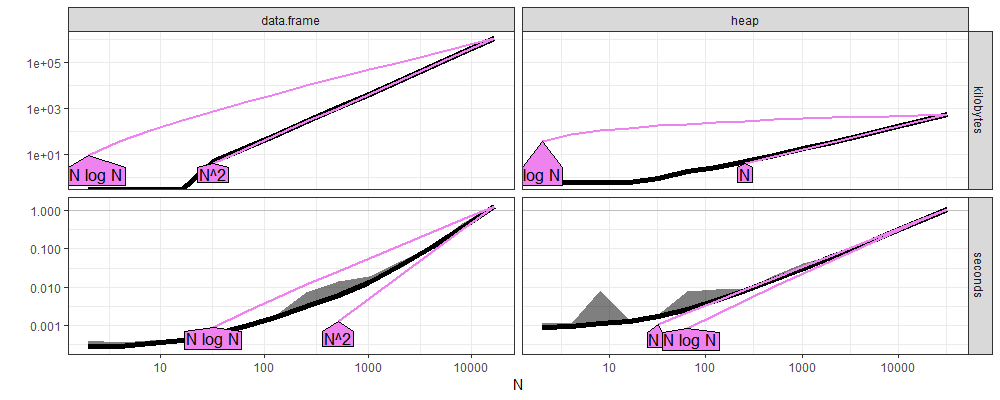 data.frame
heap
1e+05
1e+03
1e+01
N log N
N^2
log N
N
kilobytes
1.000
0.100
0.010
0.001
N log N
N^2
N
N log N
seconds
10
100
1000
10000
10
100
1000
10000
N